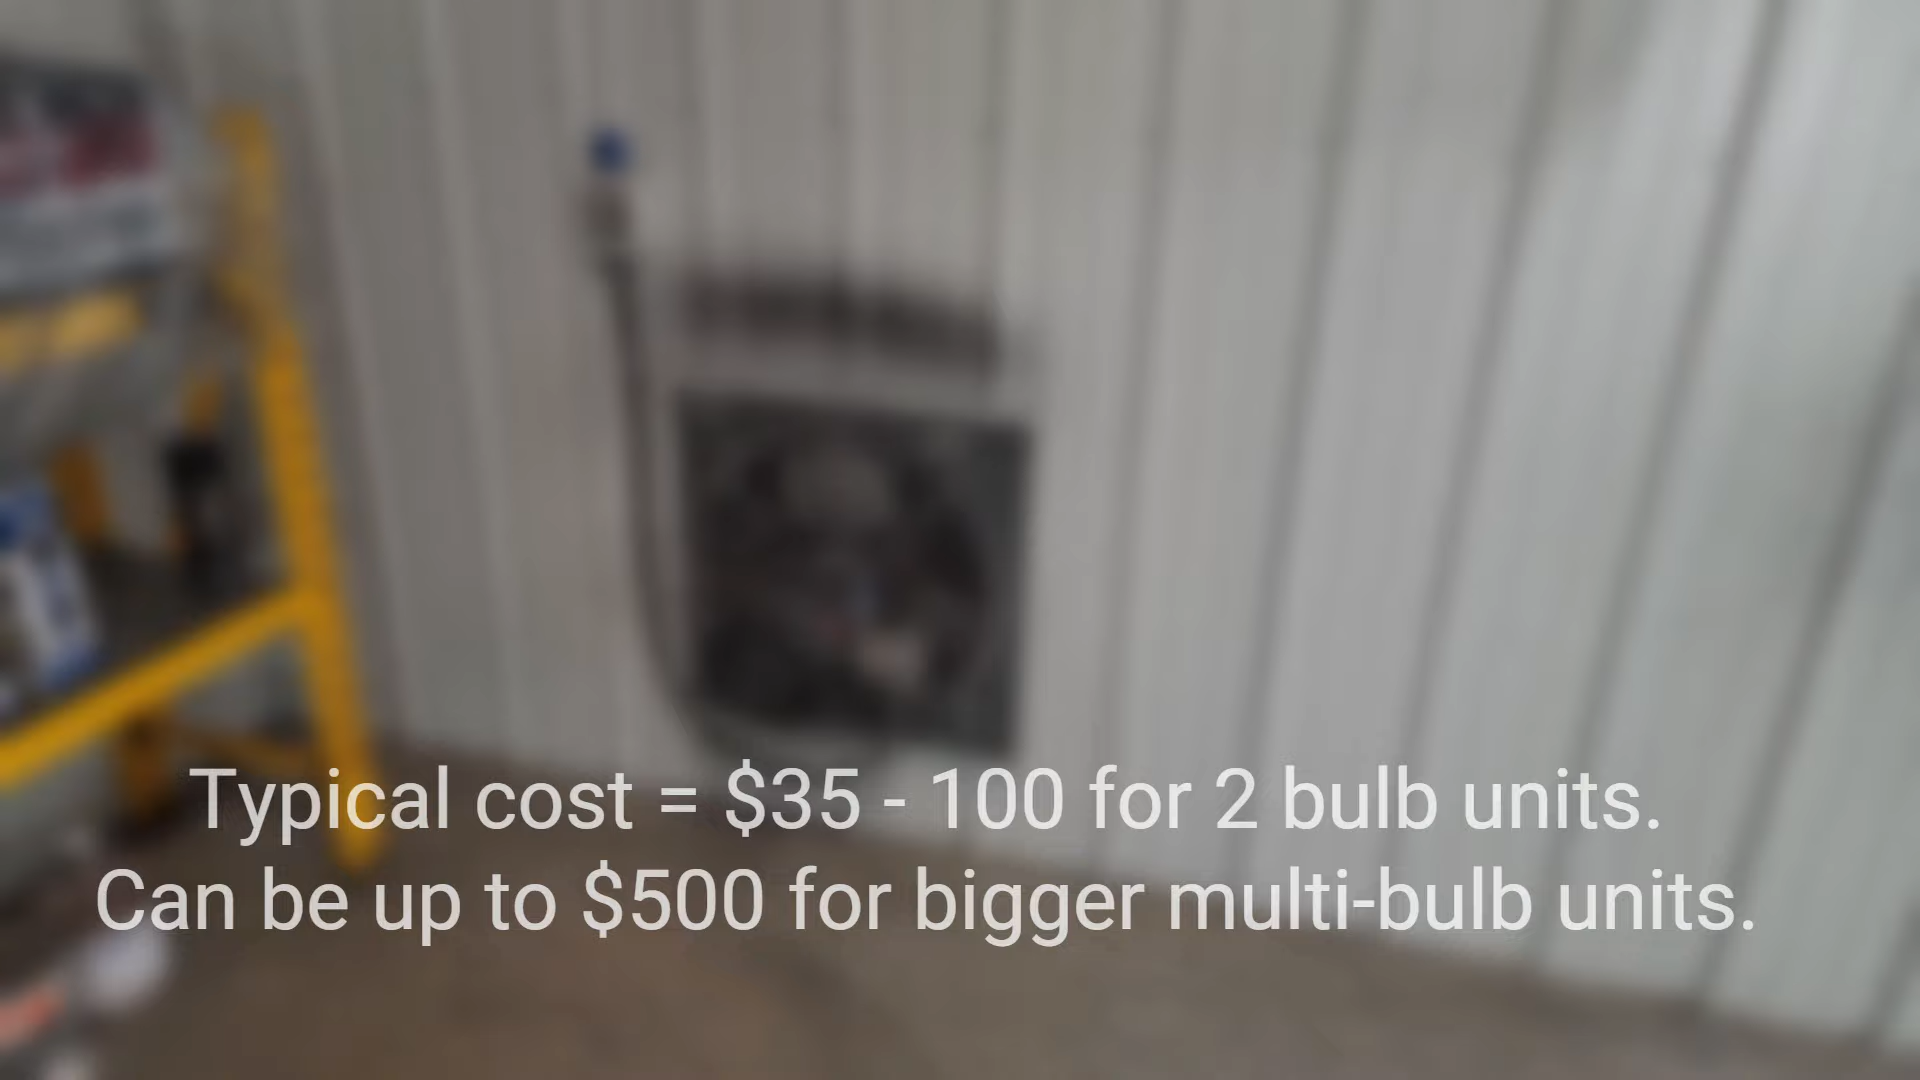 Typical cost = $35 - 100 for 2 bulb units.
Can be up to $500 for bigger multi-bulb units.